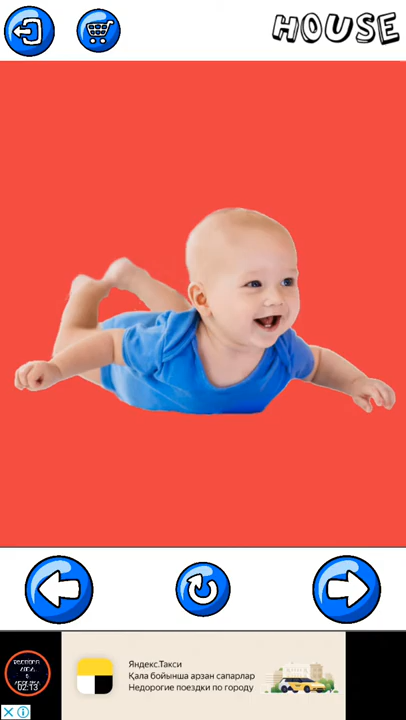 HOUSE
Яндекс.Такси
Қала бойынша арзан сапарлар
Недорогие поездки по городу
02:13